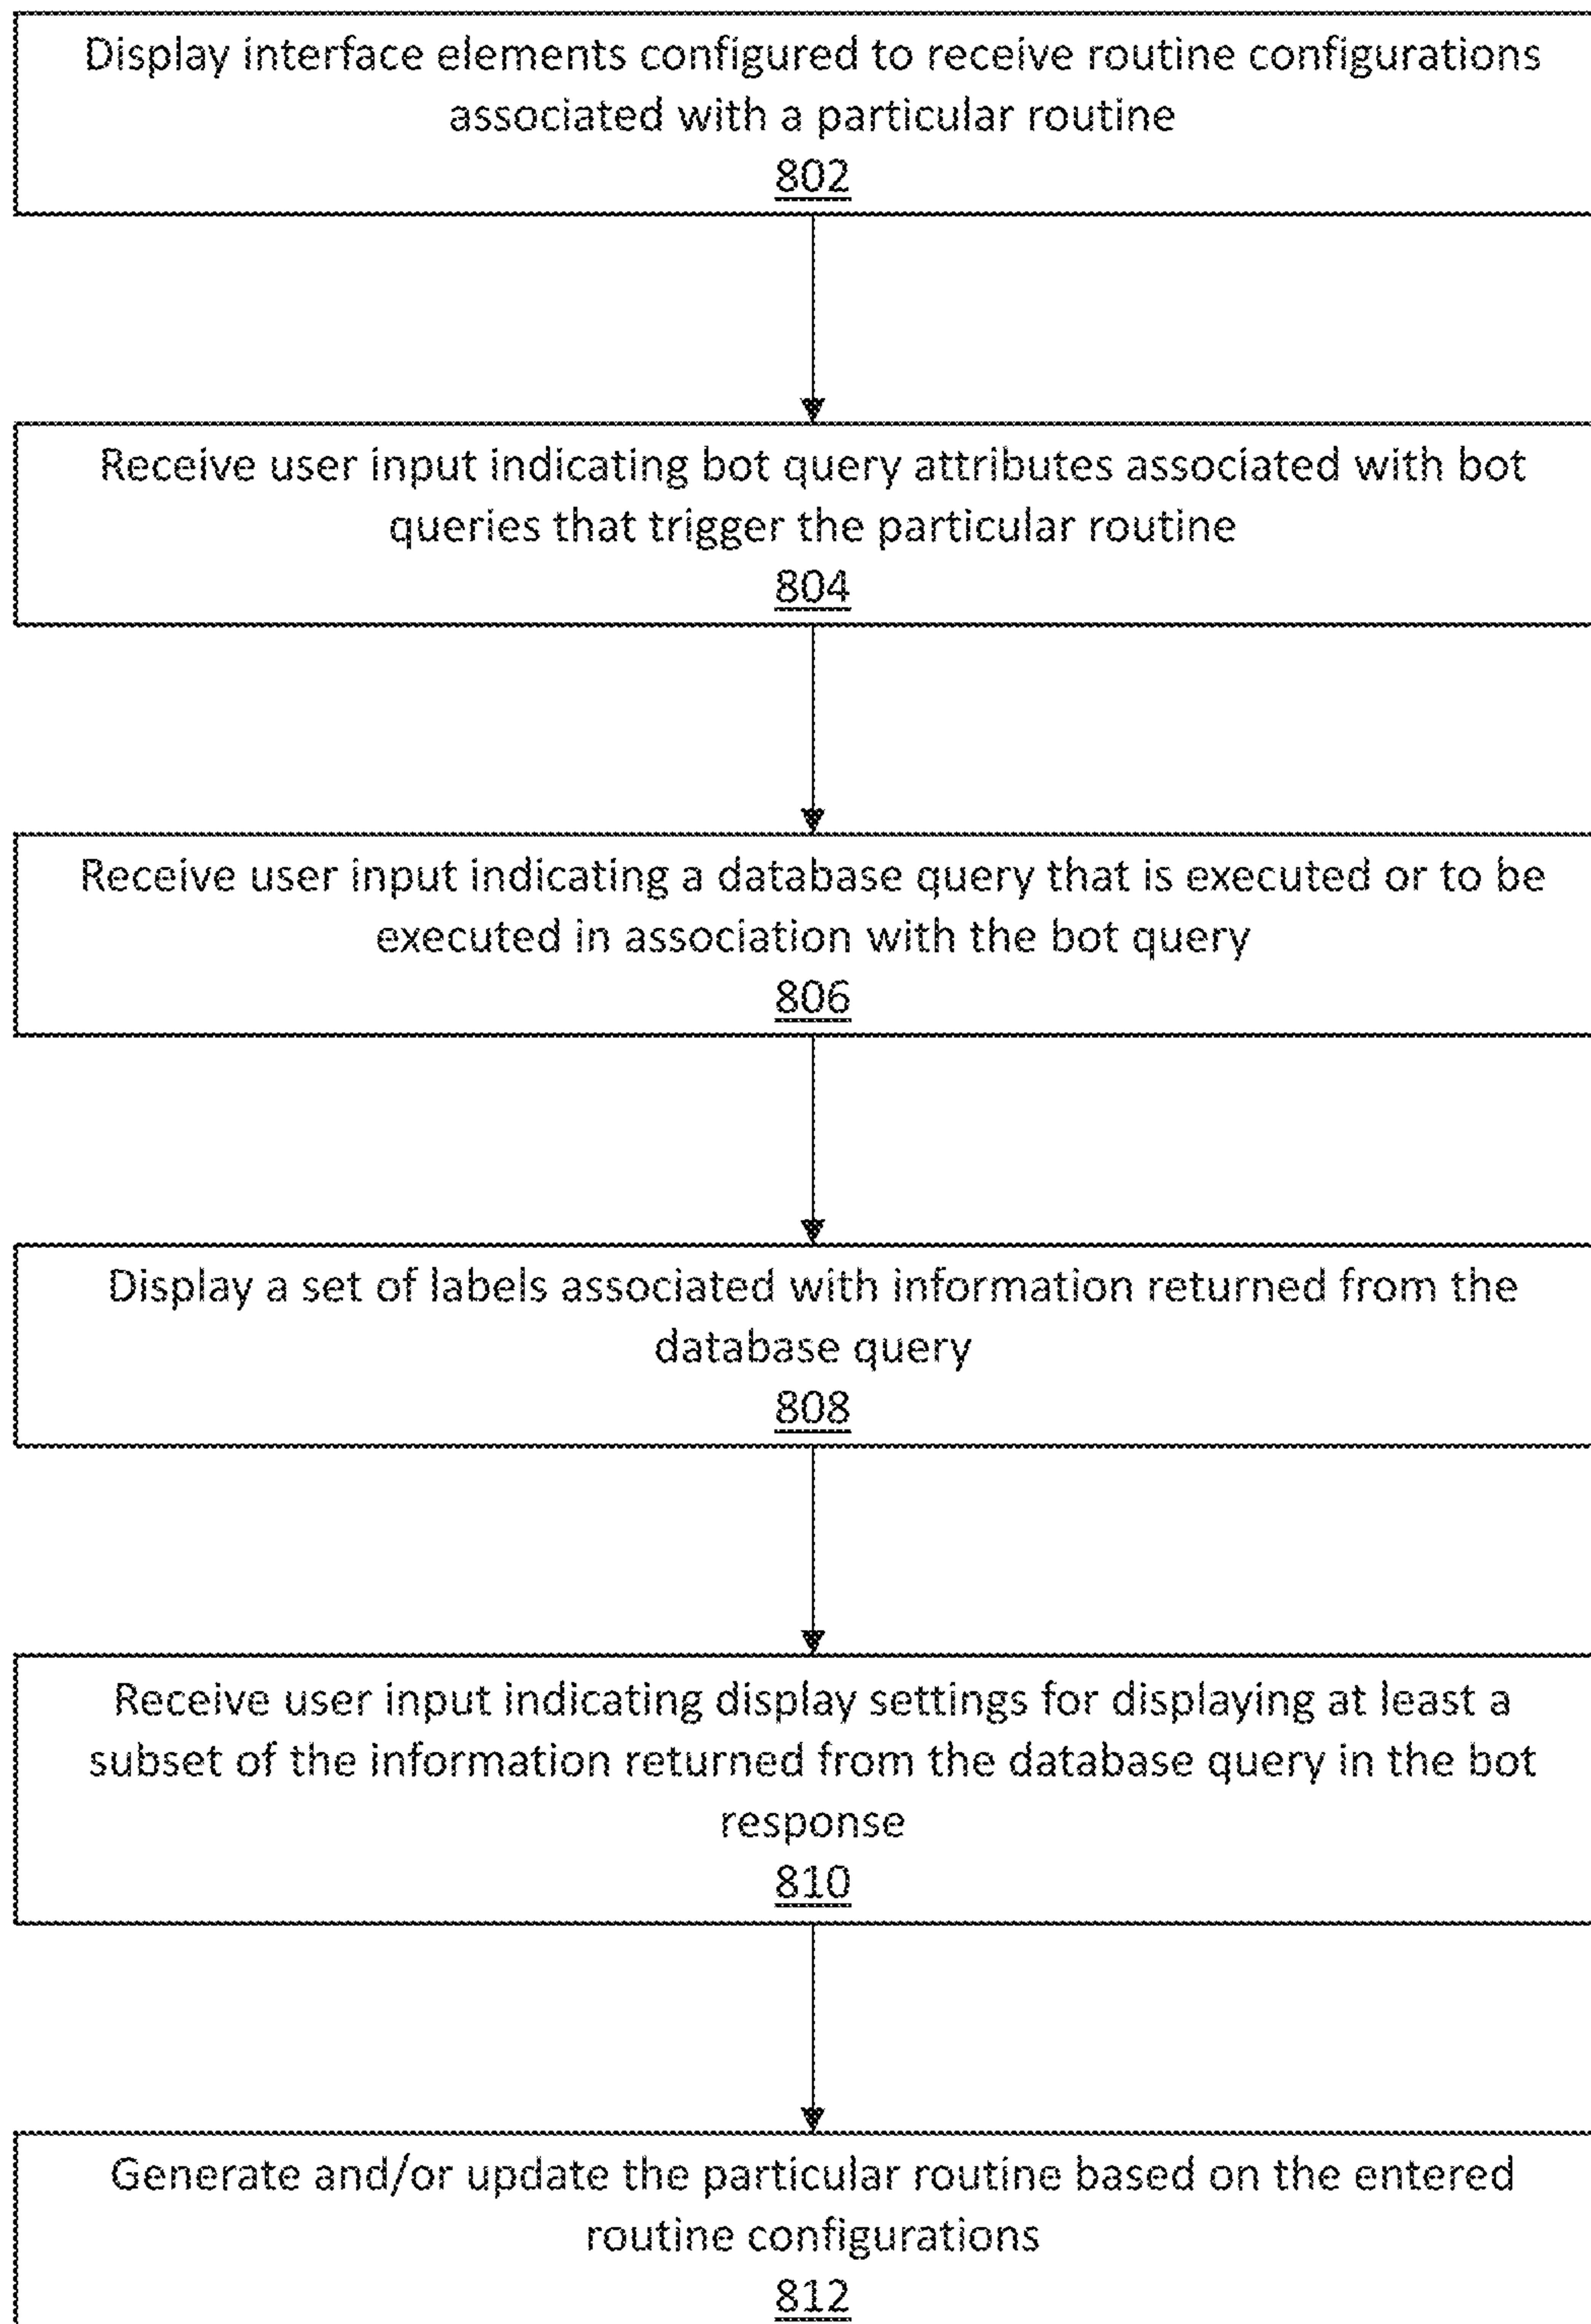 Display interface elements configured to receive routine configurations
associated with a particular routine
802
Receive user input indicating bot query attributes associated with bot
queries that trigger the particular routine
804
Receive user input indicating a database query that is executed or to be
executed in association with the bot query
806
Display a set of labels associated with information returned from the
database query
808
Receive user input indicating display settings for displaying at least a
subset of the information returned from the database query in the bot
response
810
Generate and/or update the particular routine based on the entered
routine configurations
812